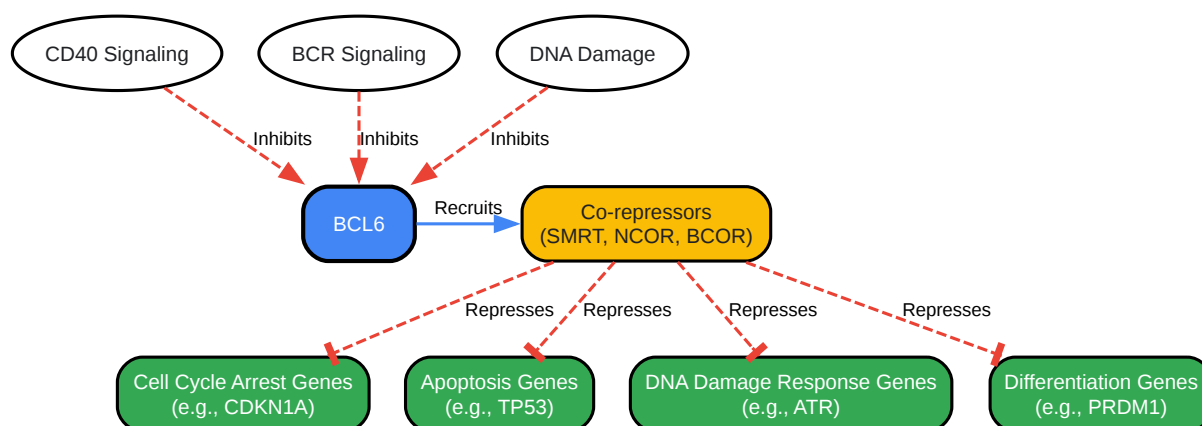 CD40 Signaling
BCR Signaling
DNA Damage
Inhibits
Inhibits
Inhibits
BCL6
Recruits
Co-repressors
(SMRT, NCOR, BCOR)
Represses
Represses
Represses
Represses
Cell Cycle Arrest Genes
(e.g., CDKN1A)
Apoptosis Genes
(e.g., TP53)
DNA Damage Response Genes
(e.g., ATR)
Differentiation Genes
(e.g., PRDM1)